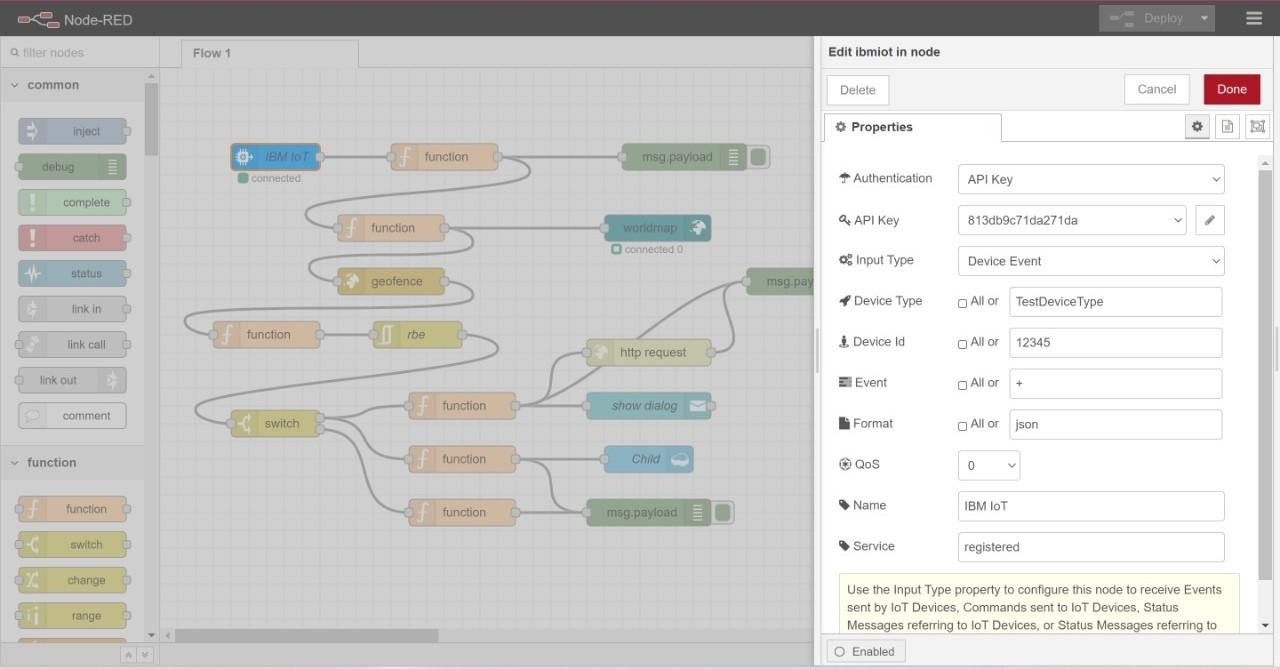 Node-RED
Deploy
filter nodes
Flow 1
Edit ibmiot in node
common
Delete
Cancel
Done
Properties
inject
debug
complete
catch
status
link in
link call
link out
comment
function
function
switch
change
range
IBM IoT
connected
function
msg.payload
function
worldmap
connected 0
geofence
msg.pay
function
rbe
http request
switch
function
show dialog
function
Child
function
msg.payload
Authentication
API Key
API Key
813db9c71da271da
Input Type
Device Event
Device Type
All or
TestDeviceType
Device Id
All or
12345
Event
All or
+
Format
All or
json
QoS
0
Name
IBM IoT
Service
registered
Use the Input Type property to configure this node to receive Events
sent by IoT Devices, Commands sent to IoT Devices, Status
Messages referring to IoT Devices, or Status Messages referring to
Enabled